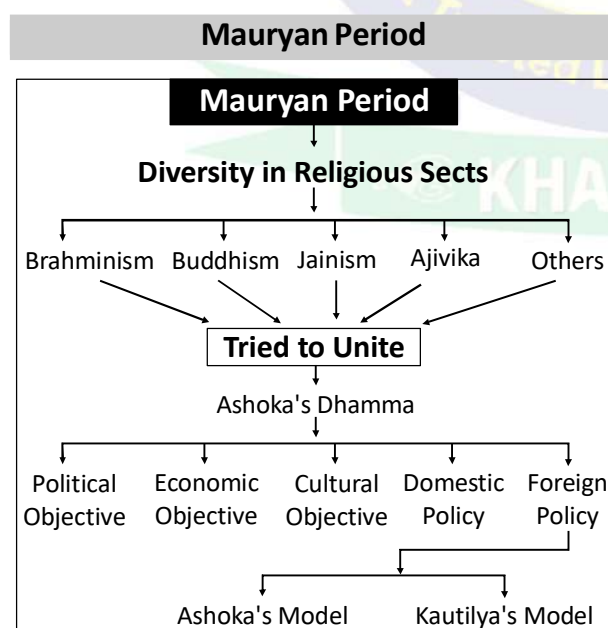 Mauryan Period
Mauryan Period
Diversity in Religious Sects
Brahminism Buddhism Jainism Ajivika Others
Tried to Unite
Ashoka's Dhamma
Political Economic Cultural Domestic Foreign
Objective Objective Objective Policy Policy
Ashoka's Model Kautilya's Model
KHA